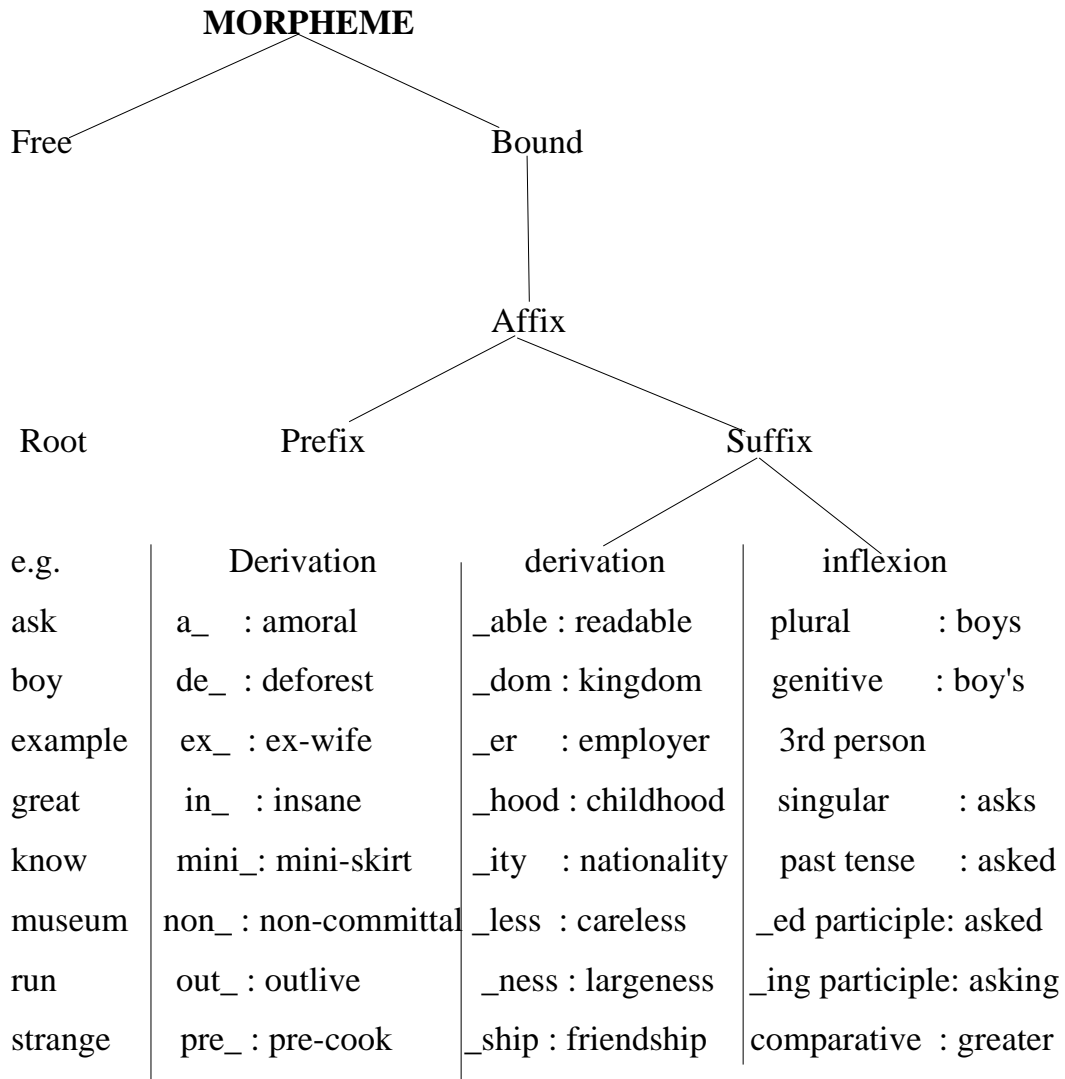 MORPHEME
Free Bound
Affix
Root Prefix Suffix
e.g. Derivation derivation inflexion
ask a_ : amoral _able : readable plural : boys
boy de_ : deforest _dom : kingdom genitive : boy's
example ex_ : ex-wife _er : employer 3rd person
great in_ : insane _hood : childhood singular : asks
know mini_: mini-skirt _ity : nationality past tense : asked
museum non_ : non-committal _less : careless _ed participle: asked
run out_ : outlive _ness : largeness _ing participle: asking
strange pre_ : pre-cook _ship : friendship comparative : greater